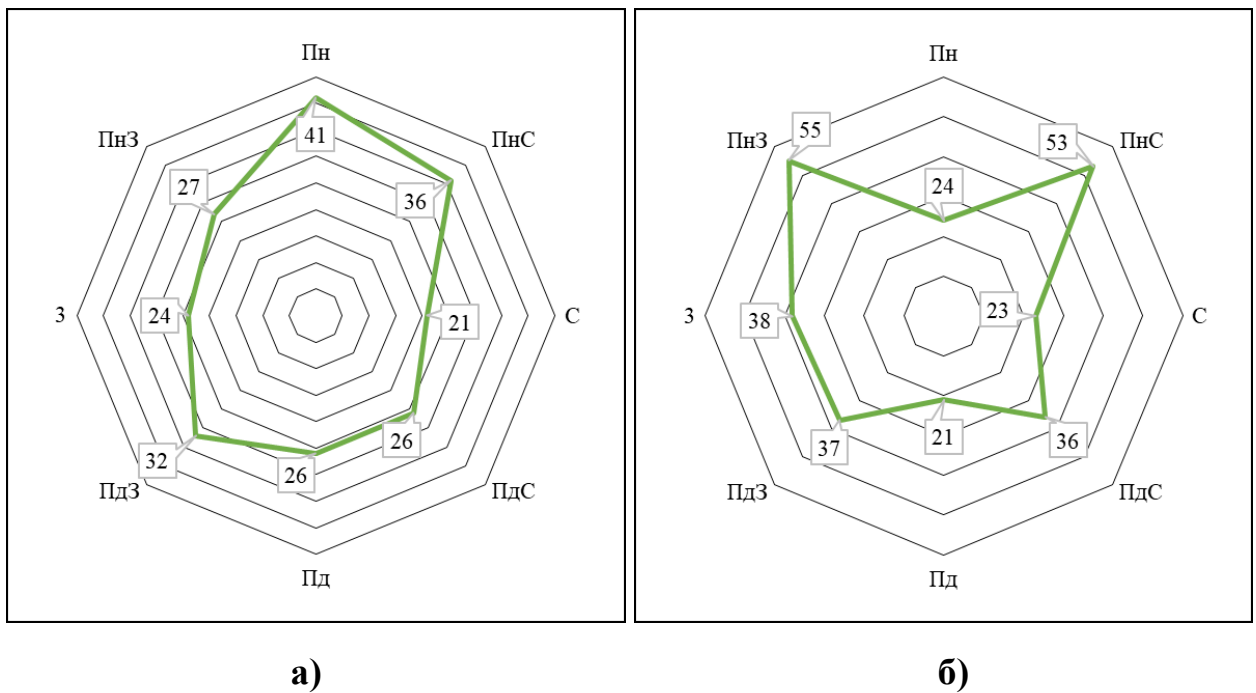 Пн
ПнЗ
ПнС
41
27
36
З
24
21
С
26
32
26
ПдЗ
ПдС
Пд
а)
Пн
55
ПнЗ
53
ПнС
24
З
38
23
С
37
21
36
ПдЗ
ПдС
Пд
б)